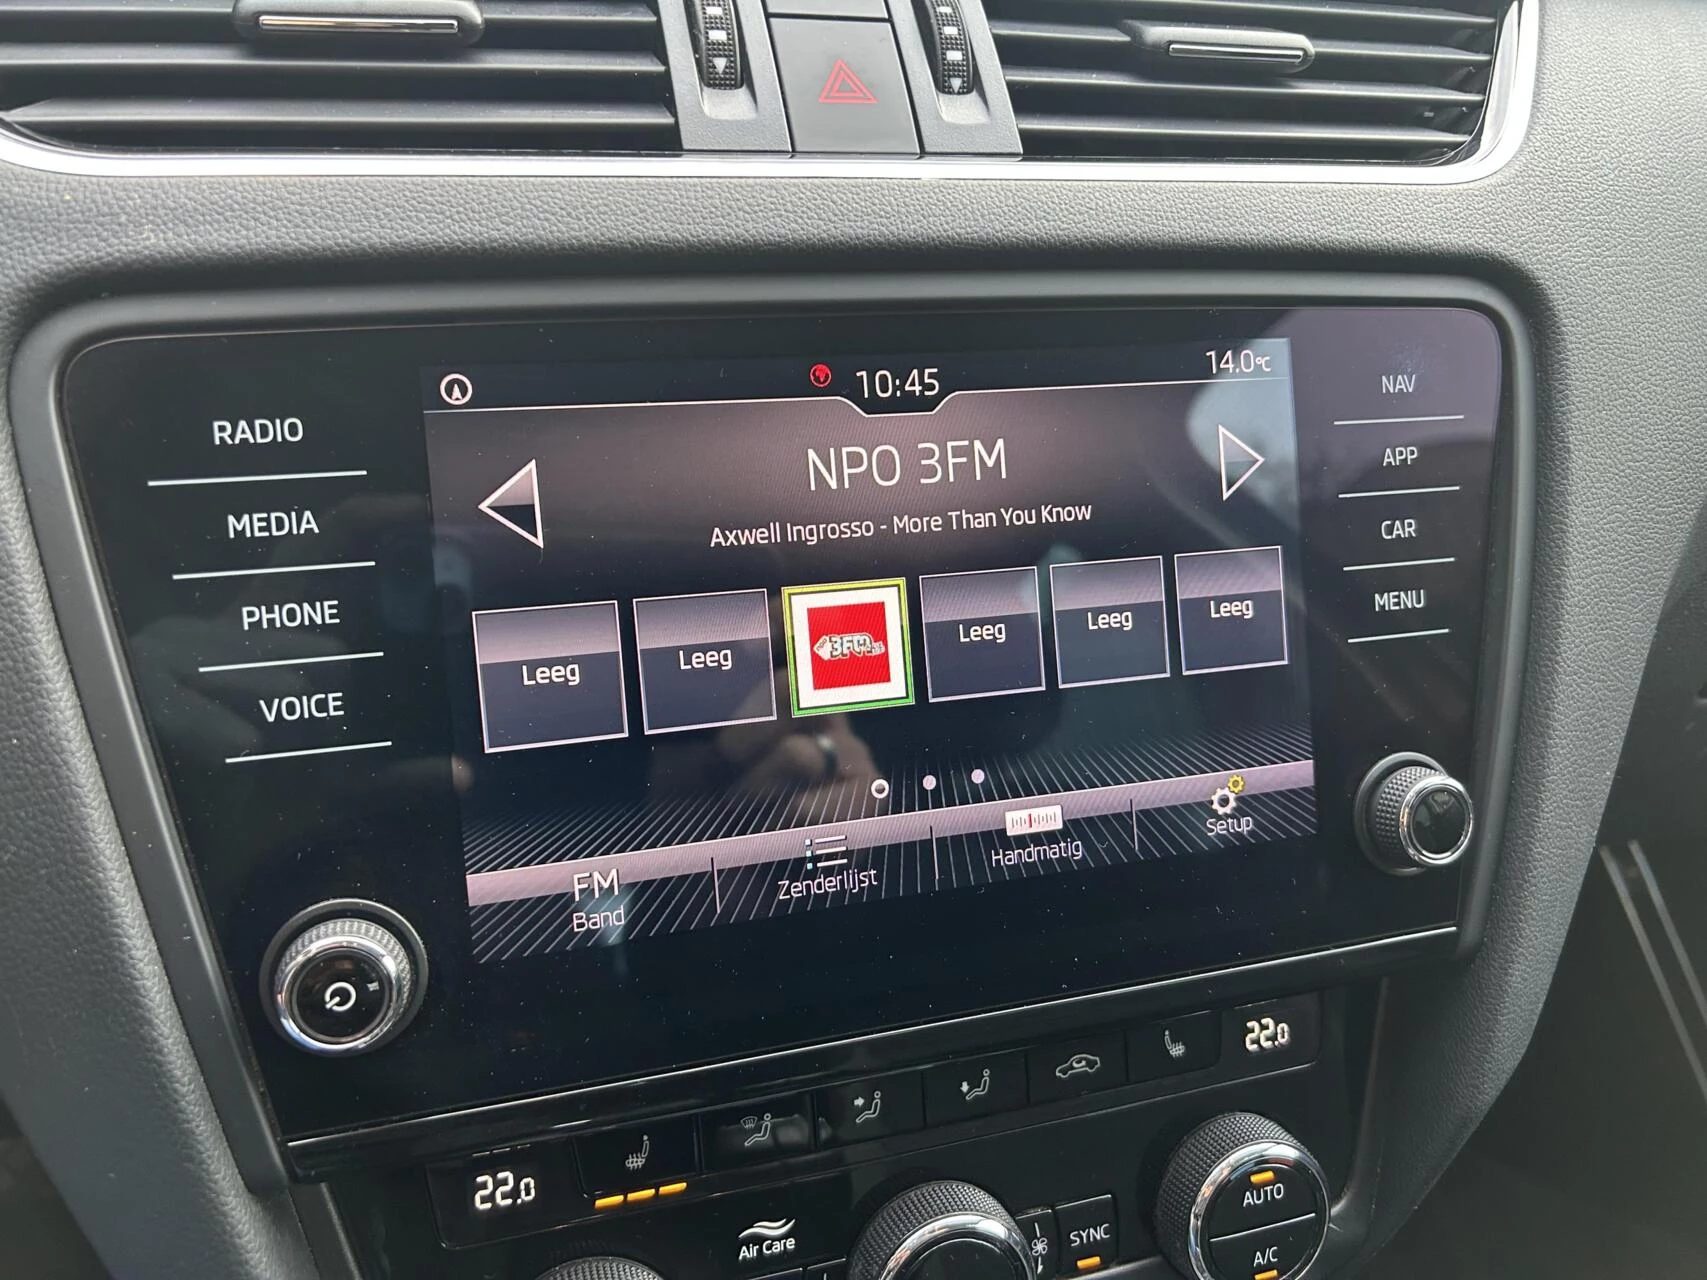 10:45
14.0°C
RADIO
MEDIA
PHONE
VOICE
NPO 3FM
Axwell Ingrosso - More Than You Know
Leeg
Leeg
3FM
Leeg
Leeg
Leeg
FM
Band
Zenderlijst
Handmatig
Setup
NAV
APP
CAR
MENU
22.0
22.0
Air Care
SYNC
AUTO
A/C